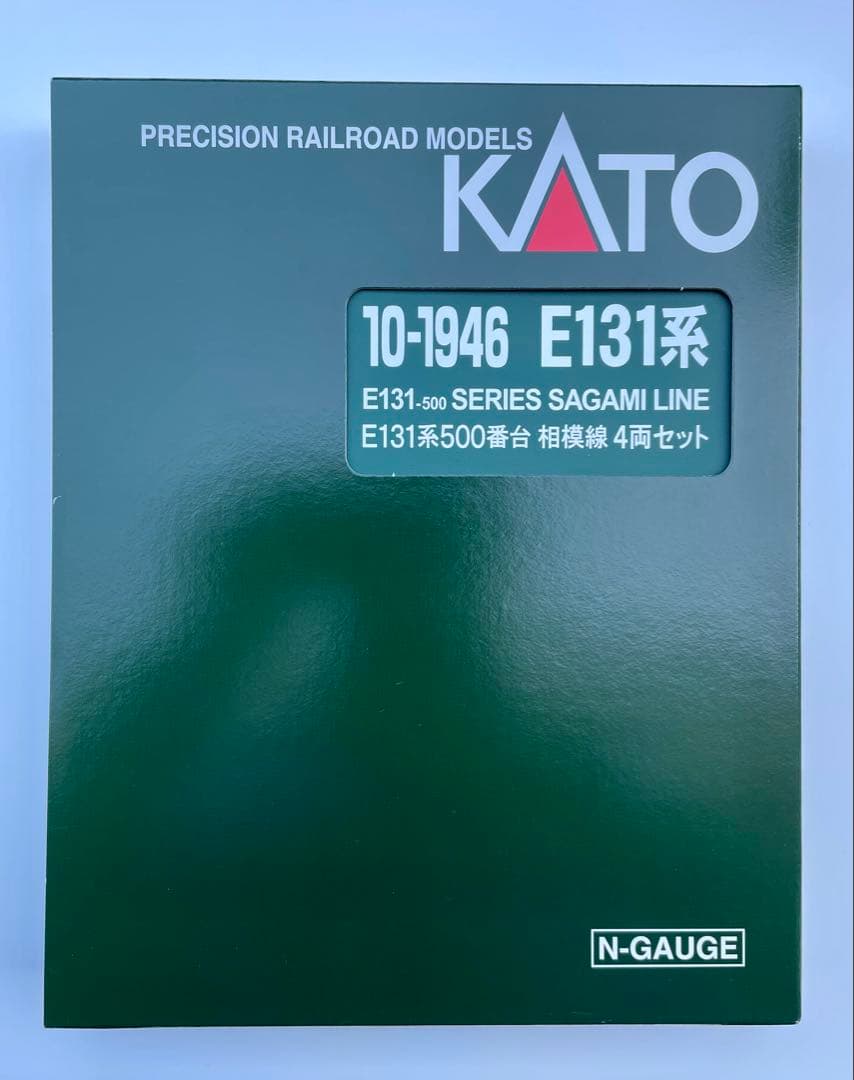 PRECISION RAILROAD MODELS
KATO
10-1946 E131系
E131-500 SERIES SAGAMI LINE
E131系500番台 相模線 4両セット
N-GAUGE